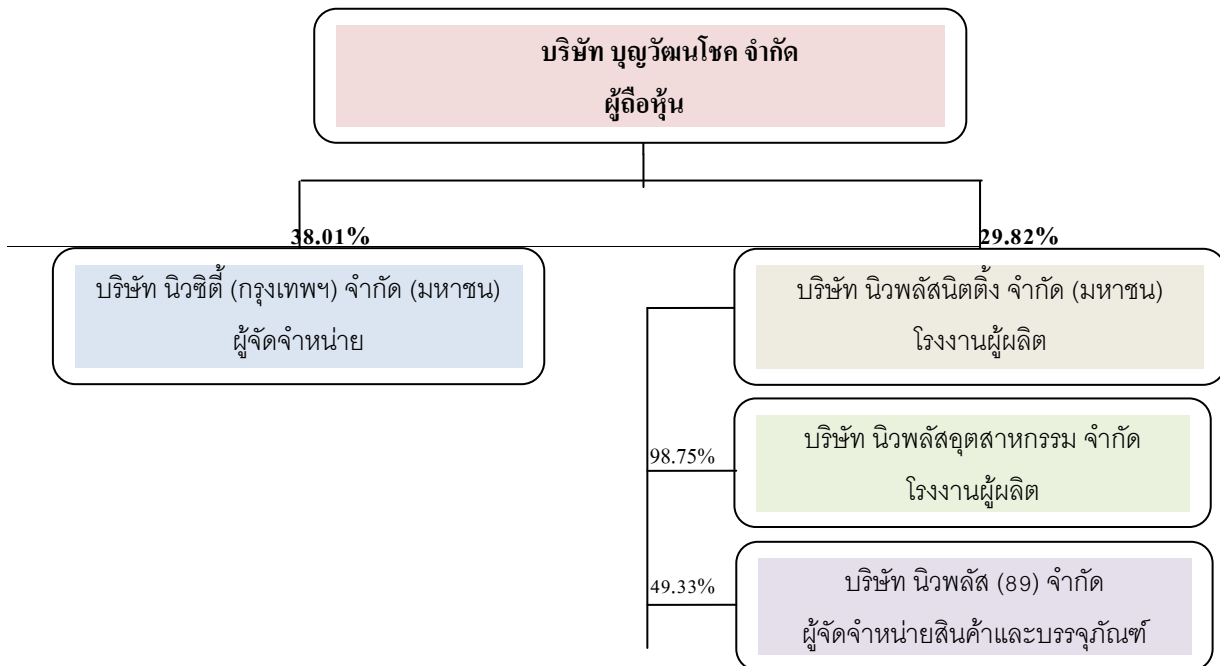 บริษัท บุญวัฒนโชค จำกัด
ผู้ถือหุ้น
38.01%
29.82%
บริษัท นิวซิตี้ (กรุงเทพฯ) จำกัด (มหาชน)
ผู้จัดจำหน่าย
บริษัท นิวพลัสนิตติ้ง จำกัด (มหาชน)
โรงงานผู้ผลิต
98.75%
บริษัท นิวพลัสอุตสาหกรรม จำกัด
โรงงานผู้ผลิต
49.33%
บริษัท นิวพลัส (89) จำกัด
ผู้จัดจำหน่ายสินค้าและบรรจุภัณฑ์